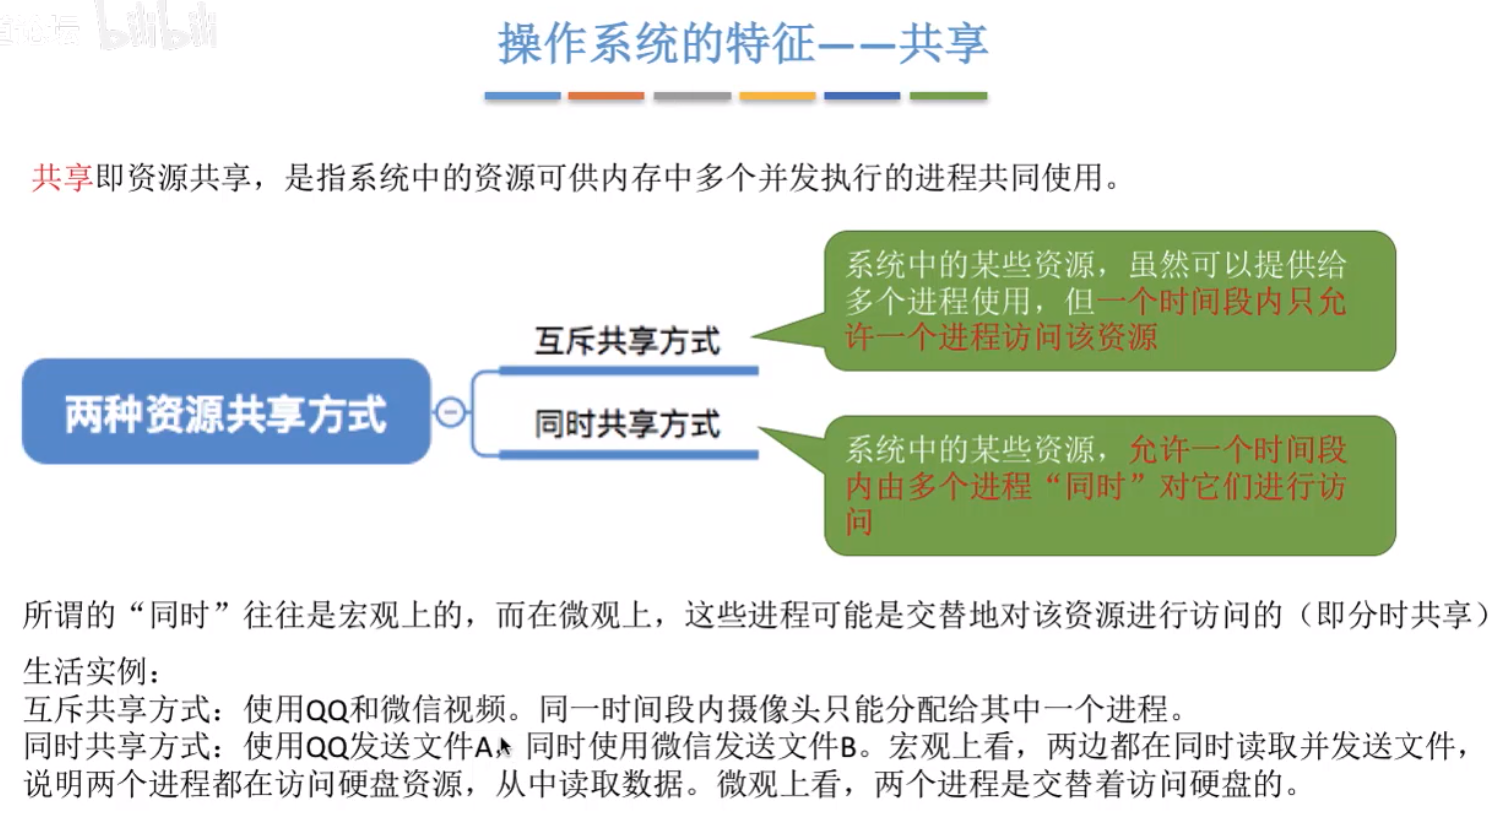 bilibili
操作系统的特征——共享
共享即资源共享，是指系统中的资源可供内存中多个并发执行的进程共同使用。
两种资源共享方式
互斥共享方式
系统中的某些资源，虽然可以提供给
多个进程使用，但一个时间段内只允
许一个进程访问该资源
同时共享方式
系统中的某些资源，允许一个时间段
内由多个进程“同时”对它们进行访
问
所谓的“同时”往往是宏观上的，而在微观上，这些进程可能是交替地对该资源进行访问的（即分时共享）
生活实例：
互斥共享方式：使用QQ和微信视频。同一时间段内摄像头只能分配给其中一个进程。
同时共享方式：使用QQ发送文件A，同时使用微信发送文件B。宏观上看，两边都在同时读取并发送文件，
说明两个进程都在访问硬盘资源，从中读取数据。微观上看，两个进程是交替着访问硬盘的。